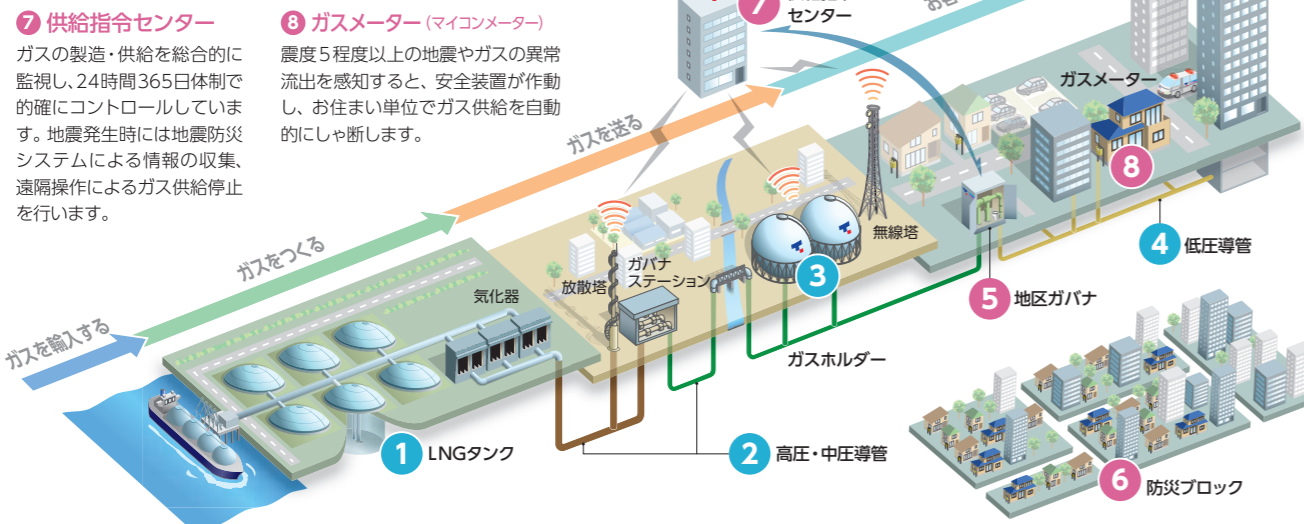 7 供給指令センター
ガスの製造・供給を総合的に
監視し、24時間365日体制で
的確にコントロールしていま
す。地震発生時には地震防災
システムによる情報の収集、
遠隔操作によるガス供給停止
を行います。
8 ガスメーター(マイコンメーター)
震度5程度以上の地震やガスの異常
流出を感知すると、安全装置が作動
し、お住まい単位でガス供給を自動
的にしゃ断します。
7
センター
ガスメーター
8
ガスを送る
無線塔
4 低圧導管
ガスをつくる
ガバナ
ステーション
放散塔
3
気化器
5 地区ガバナ
ガスを輸入する
ガスホルダー
1 LNGタンク
2 高圧・中圧導管
6 防災ブロック